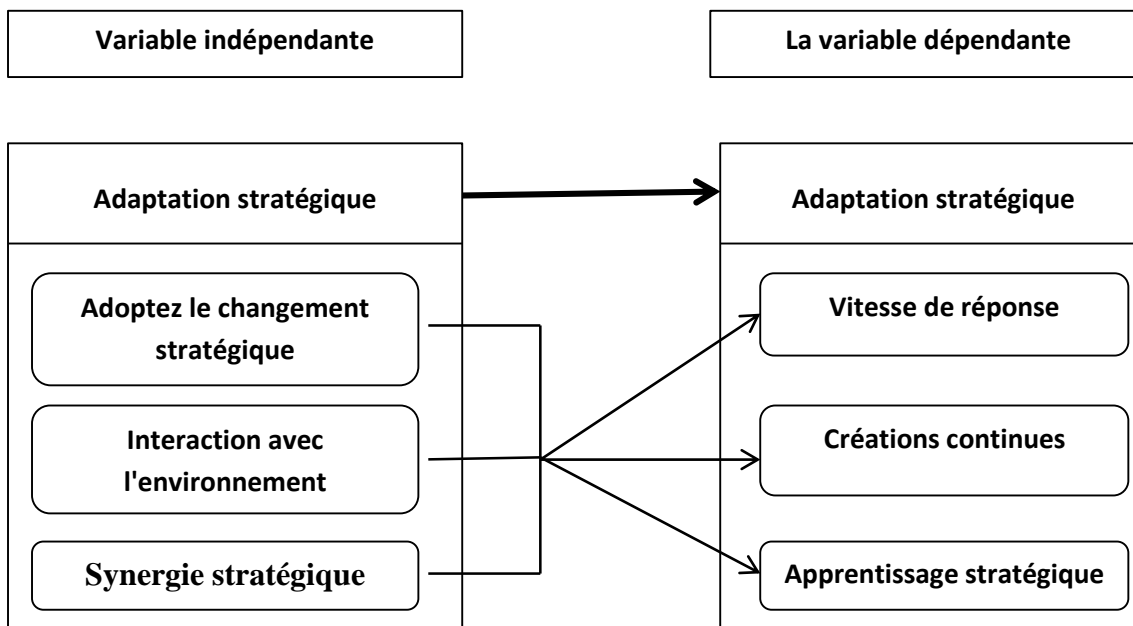 Variable indépendante
La variable dépendante
Adaptation stratégique
Adaptation stratégique
Adoptez le changement
stratégique
Vitesse de réponse
Interaction avec
l'environnement
Créations continues
Synergie stratégique
Apprentissage stratégique